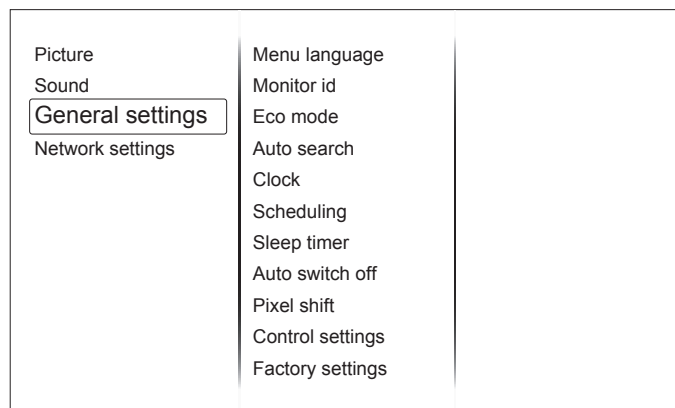 Picture
Sound
General settings
Network settings
Menu language
Monitor id
Eco mode
Auto search
Clock
Scheduling
Sleep timer
Auto switch off
Pixel shift
Control settings
Factory settings